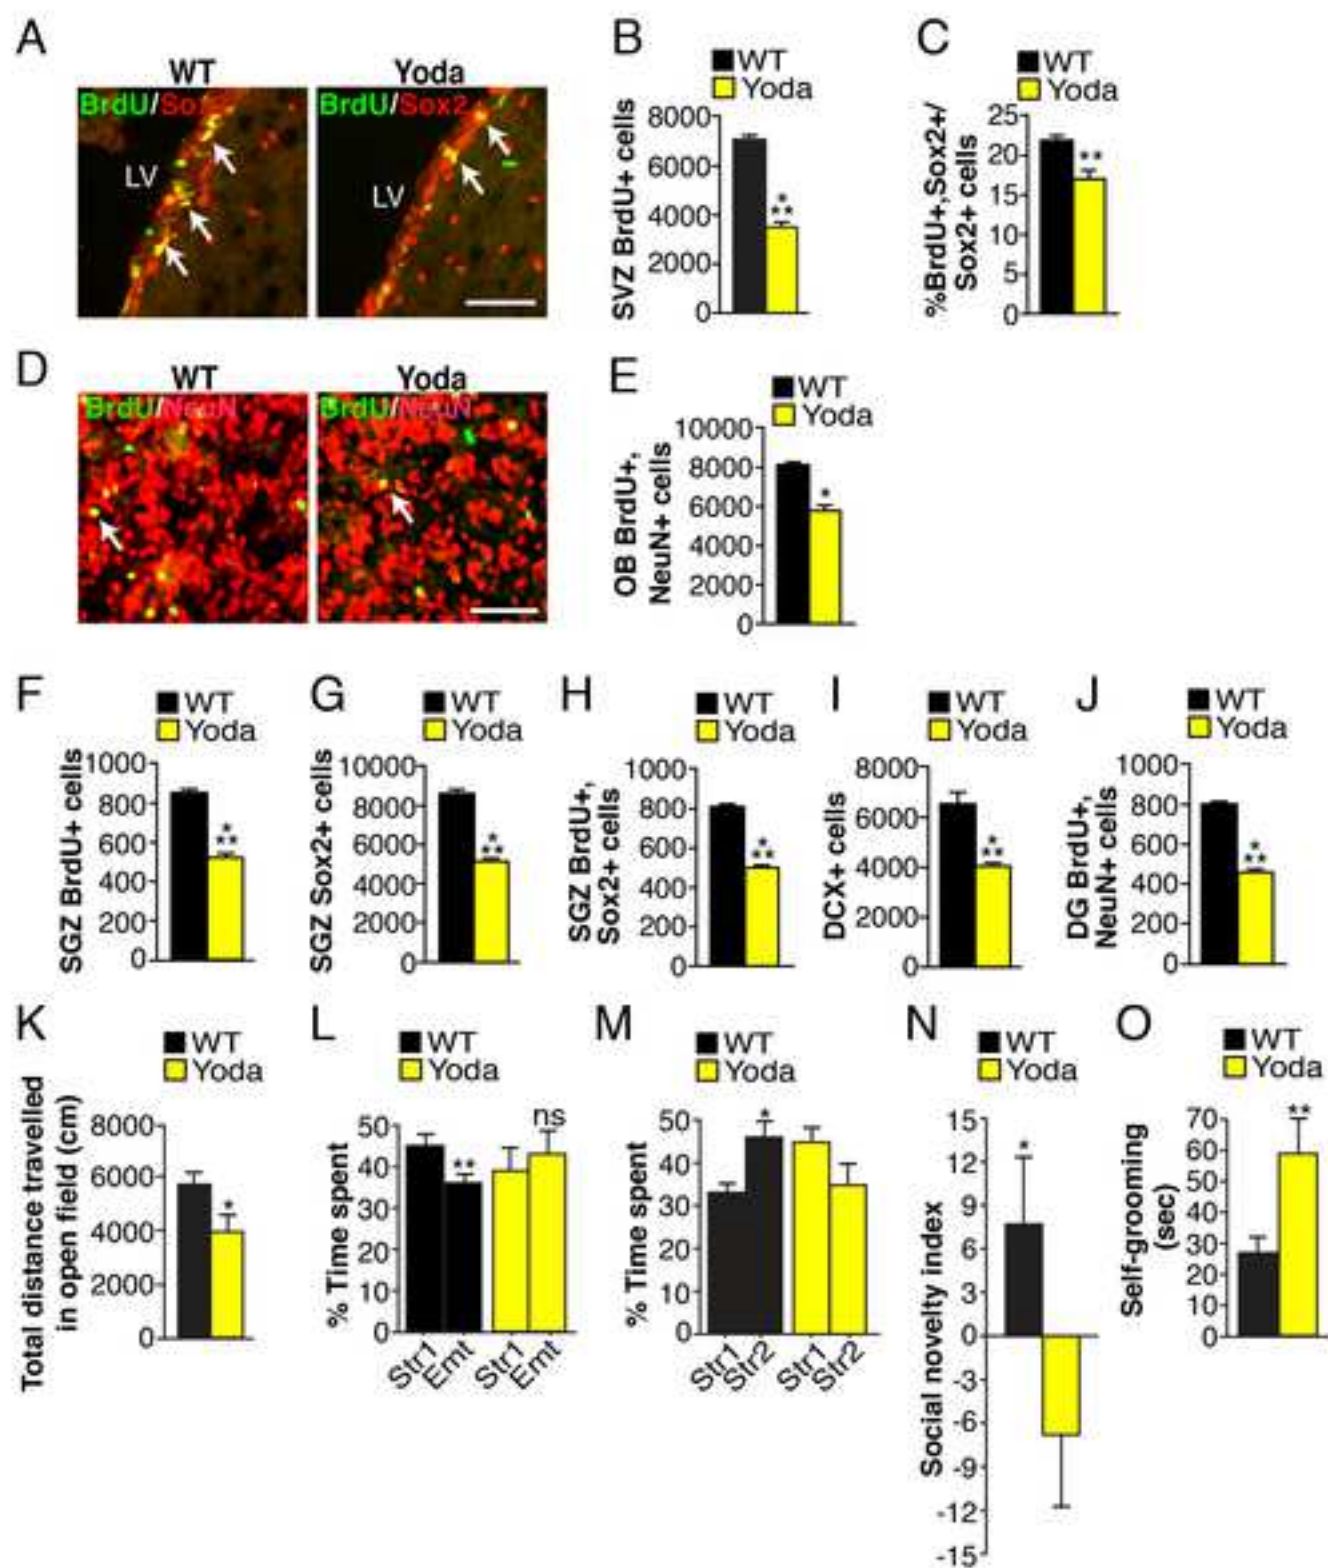 A
WT
Yoda
BrdU/Sox
BrdU/Sox2
LV
LV
B
WT
Yoda
SVZ BrdU+ cells
8000
6000
4000
2000
0
*
**
C
WT
Yoda
%BrdU+,Sox2+/
Sox2+ cells
25
20
15
10
5
0
**
D
WT
Yoda
BrdU/NeuN
BrdU/NeuN
E
WT
Yoda
OB BrdU+,
NeuN+ cells
10000
8000
6000
4000
2000
0
*
F
WT
Yoda
SGZ BrdU+ cells
1000
800
600
400
200
0
*
**
G
WT
Yoda
SGZ Sox2+ cells
10000
8000
6000
4000
2000
0
*
**
H
WT
Yoda
SGZ BrdU+,
Sox2+ cells
1000
800
600
400
200
0
*
**
I
WT
Yoda
DCX+ cells
8000
6000
4000
2000
0
*
**
J
WT
Yoda
DG BrdU+,
NeuN+ cells
1000
800
600
400
200
0
*
**
K
WT
Yoda
Total distance travelled
in open field (cm)
8000
6000
4000
2000
0
*
L
WT
Yoda
% Time spent
50
40
30
20
10
0
**
ns
Str1
Emt
Str1
Emt
M
WT
Yoda
% Time spent
50
40
30
20
10
0
*
Str1
Str2
Str1
Str2
N
WT
Yoda
Social novelty index
15
12
9
6
3
0
-3
-6
-9
-12
-15
*
O
WT
Yoda
Self-grooming
(sec)
70
60
50
40
30
20
10
0
**